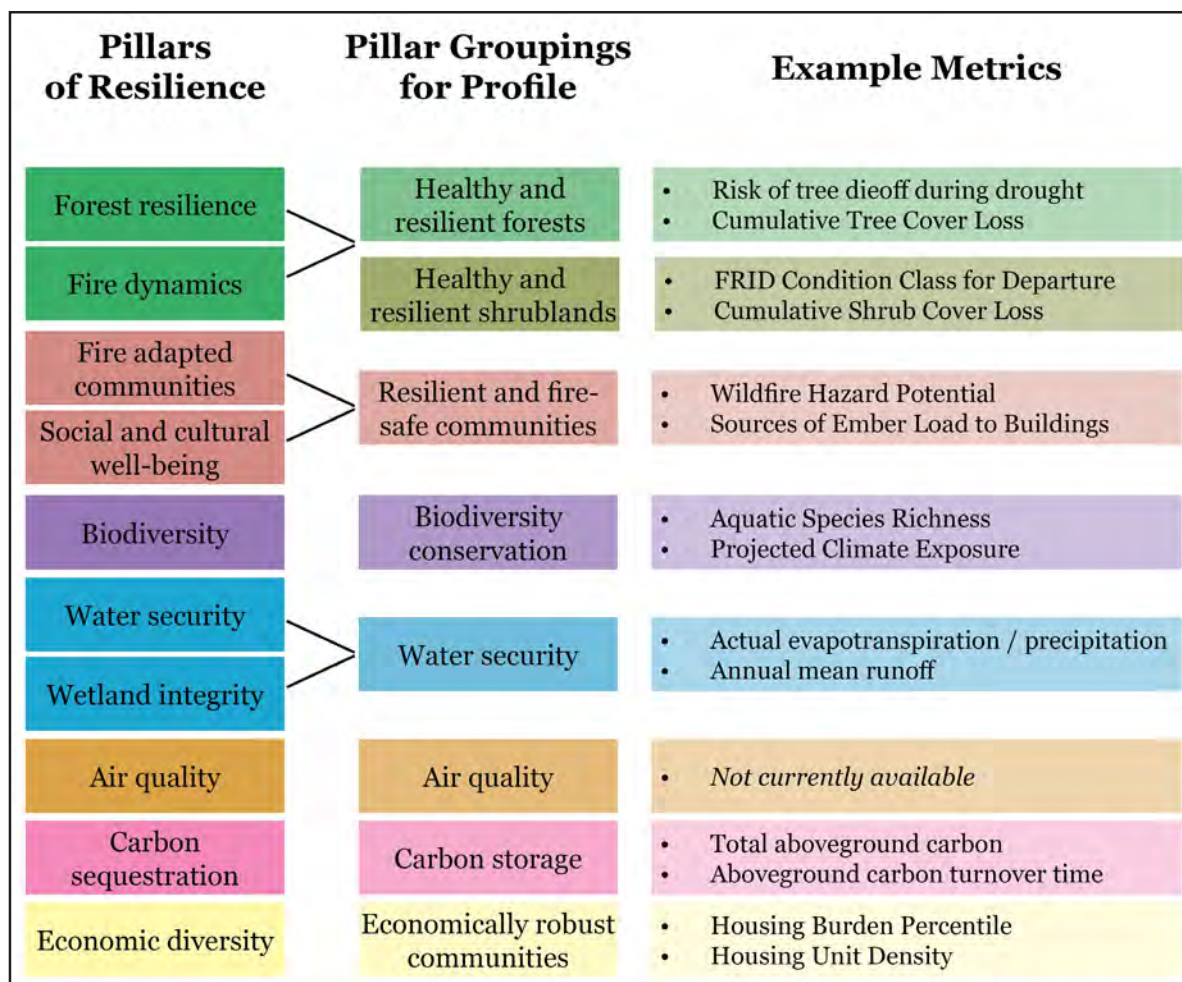 Pillars
of Resilience
Pillar Groupings
for Profile
Example Metrics
Forest resilience
Fire dynamics
Healthy and
resilient forests
• Risk of tree dieoff during drought
• Cumulative Tree Cover Loss
Healthy and
resilient shrublands
• FRID Condition Class for Departure
• Cumulative Shrub Cover Loss
Fire adapted
communities
Social and cultural
well-being
Resilient and fire-
safe communities
• Wildfire Hazard Potential
• Sources of Ember Load to Buildings
Biodiversity
Biodiversity
conservation
• Aquatic Species Richness
• Projected Climate Exposure
Water security
Wetland integrity
Water security
• Actual evapotranspiration / precipitation
• Annual mean runoff
Air quality
Air quality
• Not currently available
Carbon
sequestration
Carbon storage
• Total aboveground carbon
• Aboveground carbon turnover time
Economic diversity
Economically robust
communities
• Housing Burden Percentile
• Housing Unit Density